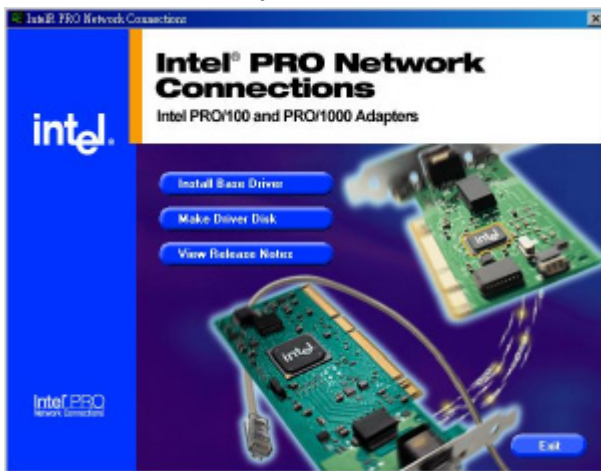 IntelR PRO Network Connections
Intel® PRO Network
Connections
Intel PRO/100 and PRO/1000 Adapters
intel.
Install Base Driver
Make Driver Disk
View Release Notes
intel
intel
Intel PRO
Network Connections
Exit